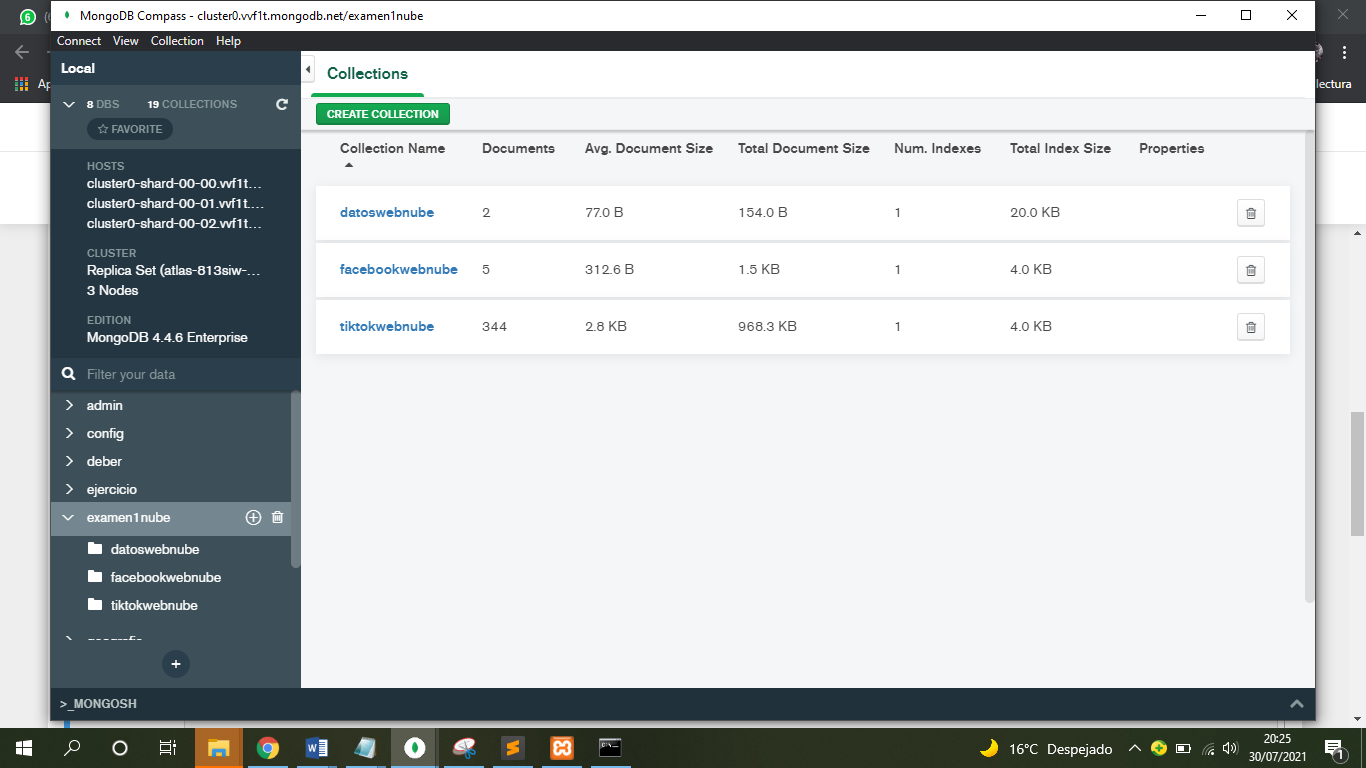 MongoDB Compass - cluster0.vvf1t.mongodb.net/examen1nube
6
Connect View Collection Help
Local
8 DBS 19 COLLECTIONS
FAVORITE
HOSTS
cluster0-shard-00-00.vvf1t...
cluster0-shard-00-01.vvf1t....
cluster0-shard-00-02.vvf1t...
CLUSTER
Replica Set (atlas-813siw-...
3 Nodes
EDITION
MongoDB 4.4.6 Enterprise
Filter your data
admin
config
deber
ejercicio
examen1nube
datoswebnube
facebookwebnube
tiktokwebnube
Collections
CREATE COLLECTION
Collection Name Documents Avg. Document Size Total Document Size Num. Indexes Total Index Size Properties
datoswebnube 2 77.0 B 154.0 B 1 20.0 KB
facebookwebnube 5 312.6 B 1.5 KB 1 4.0 KB
tiktokwebnube 344 2.8 KB 968.3 KB 1 4.0 KB
lectura
>_MONGOSH
16°C Despejado
20:25
30/07/2021
1